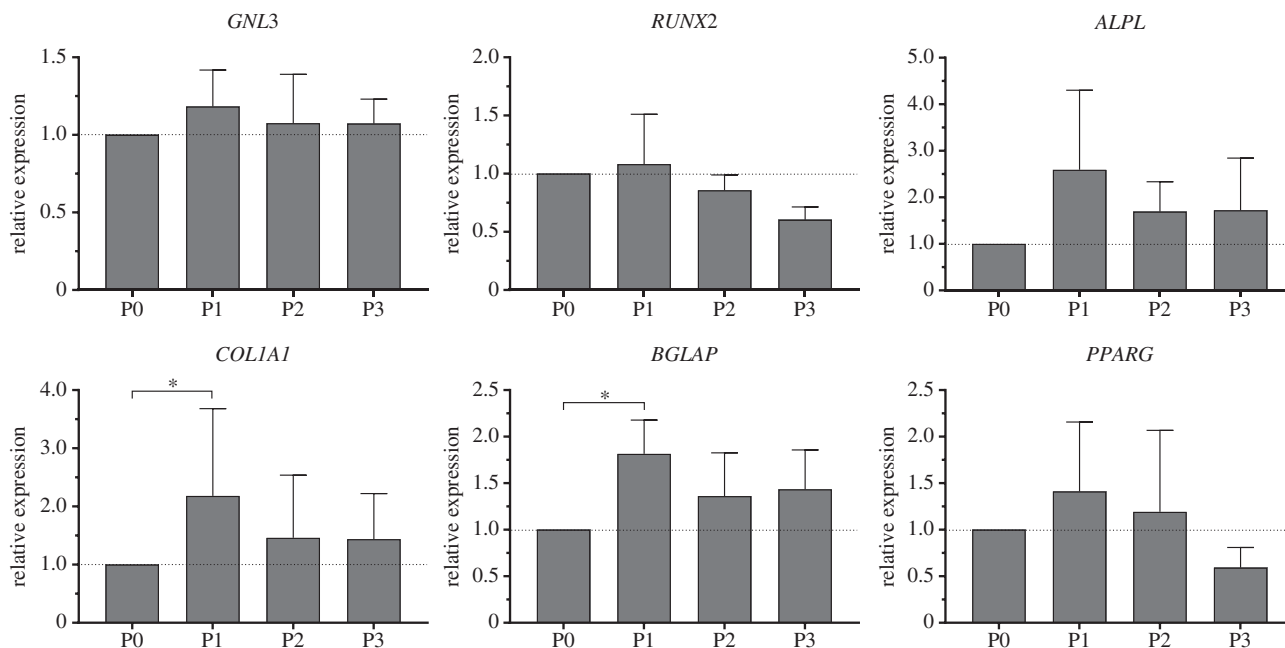 GNL3
relative expression
1.5
1.0
0.5
0
P0 P1 P2 P3
RUNX2
relative expression
2.0
1.5
1.0
0.5
0
P0 P1 P2 P3
ALPL
relative expression
5.0
3.0
2.0
1.0
0
P0 P1 P2 P3
COL1A1
relative expression
4.0
3.0
2.0
1.0
0
*
P0 P1 P2 P3
BGLAP
relative expression
2.5
2.0
1.5
1.0
0.5
0
*
P0 P1 P2 P3
PPARG
relative expression
2.5
2.0
1.5
1.0
0.5
0
P0 P1 P2 P3